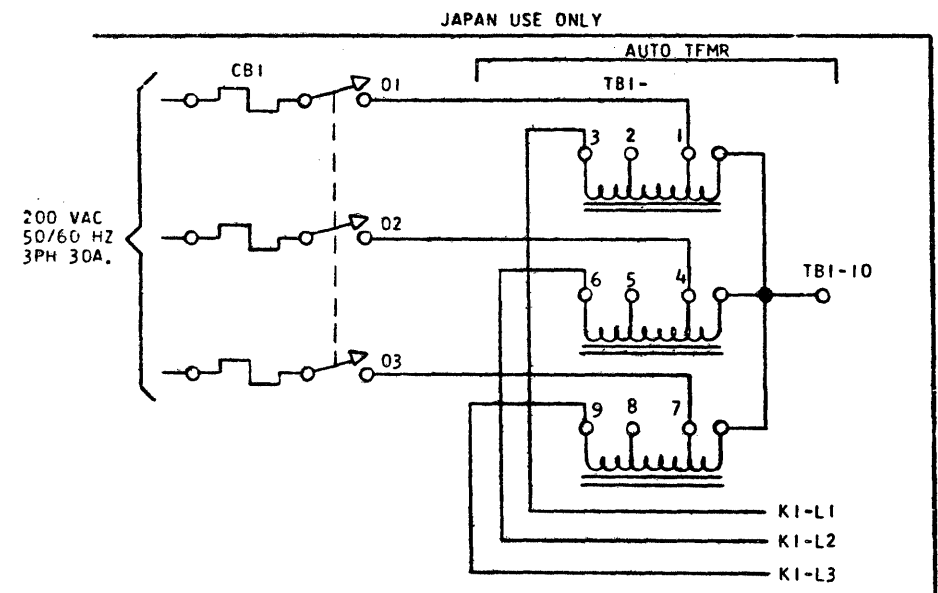 JAPAN USE ONLY
AUTO TFMR
CB1
01
TB1-
3 2 1
200 VAC
50/60 HZ
3PH 30A.
02
6 5 4
TB1-10
03
9 8 7
K1-L1
K1-L2
K1-L3